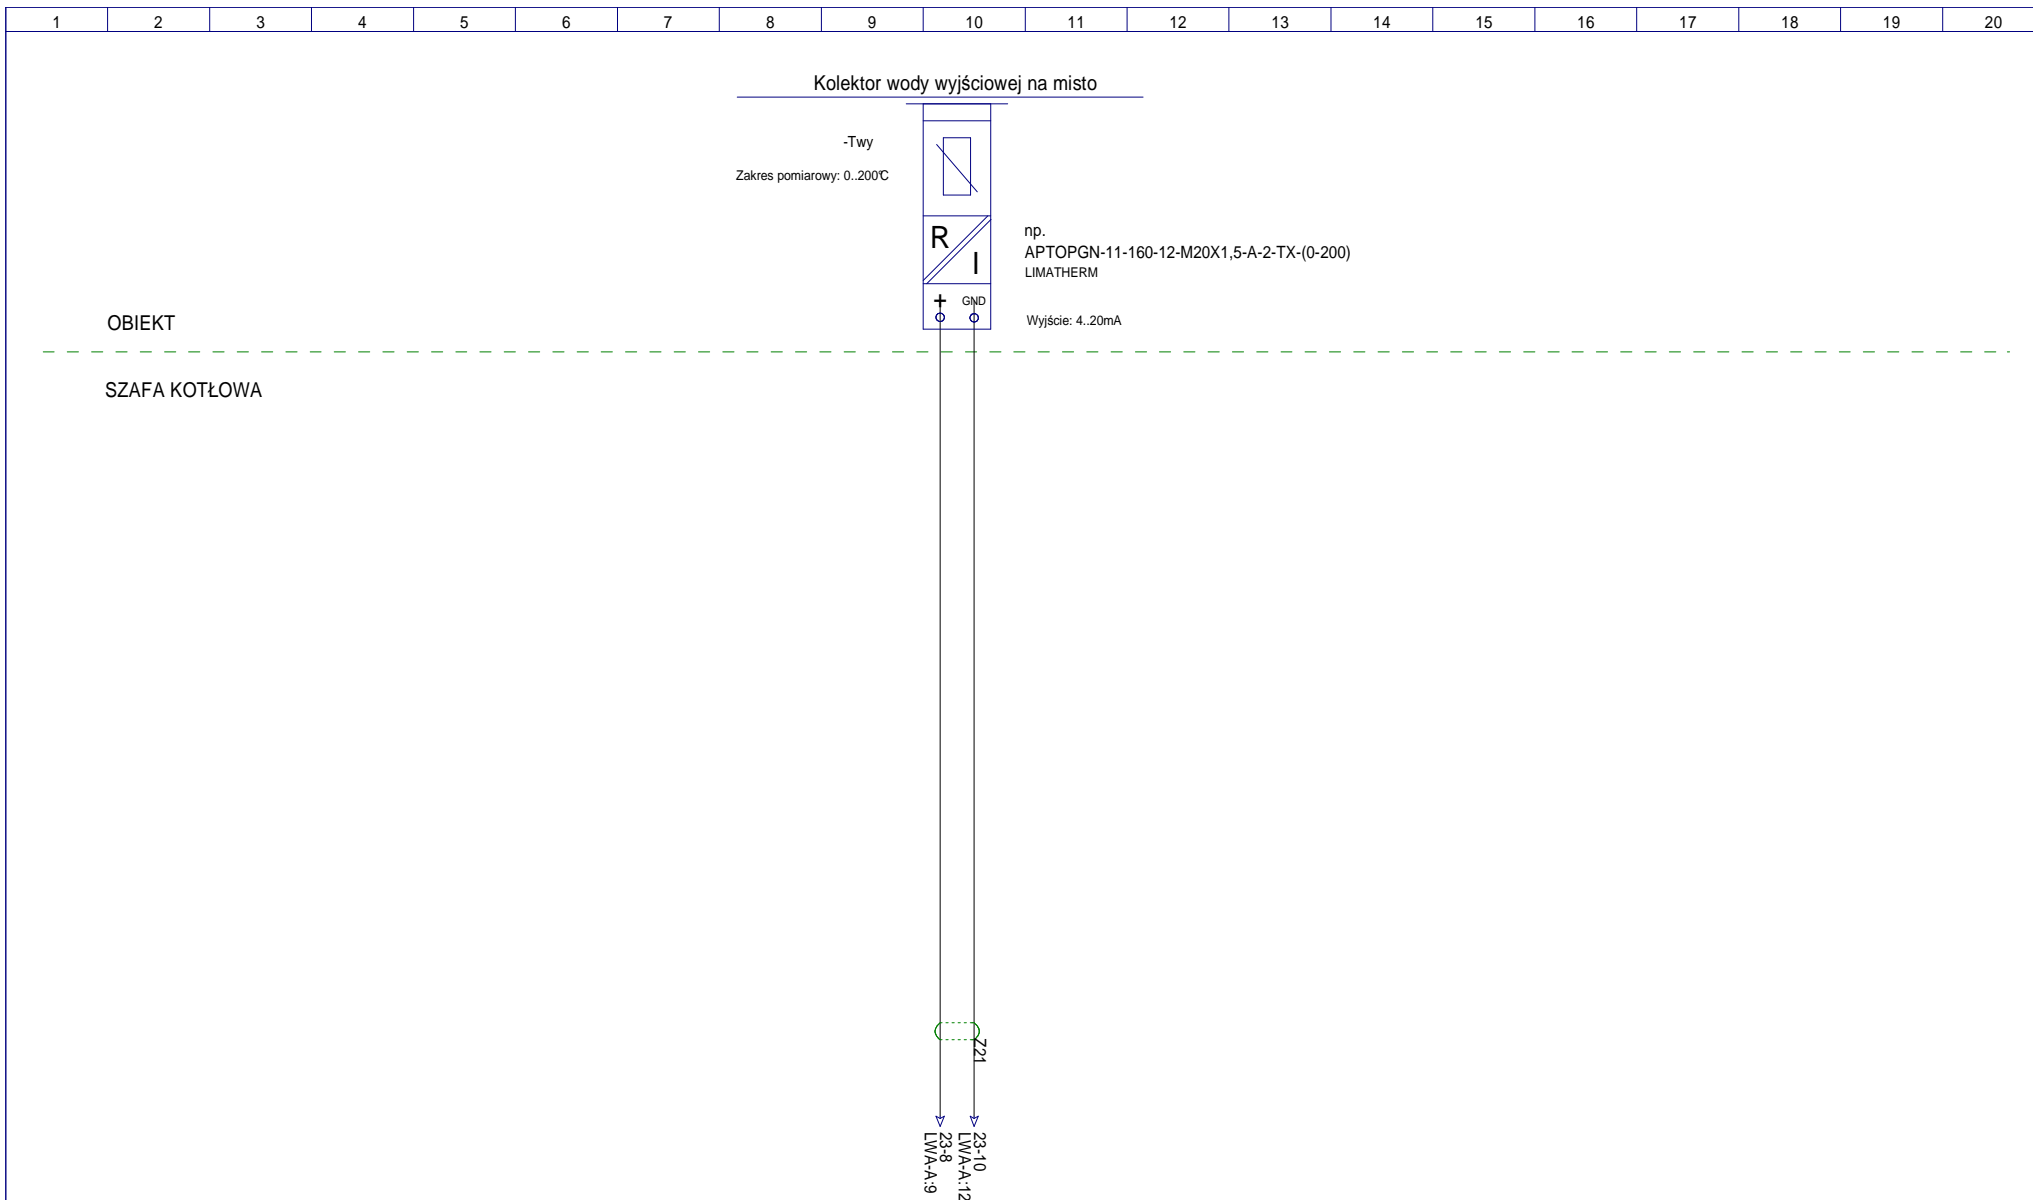 1 2 3 4 5 6 7 8 9 10 11 12 13 14 15 16 17 18 19 20
Kolektor wody wyjściowej na misto
-Twy
Zakres pomiarowy: 0..200°C
R
I
np.
APTOPGN-11-160-12-M20X1,5-A-2-TX-(0-200)
LIMATHERM
+ GND
Wyjście: 4..20mA
OBIEKT
SZAFA KOTŁOWA
Z21
23-8
LWA-A:9
23-10
LWA-A:12